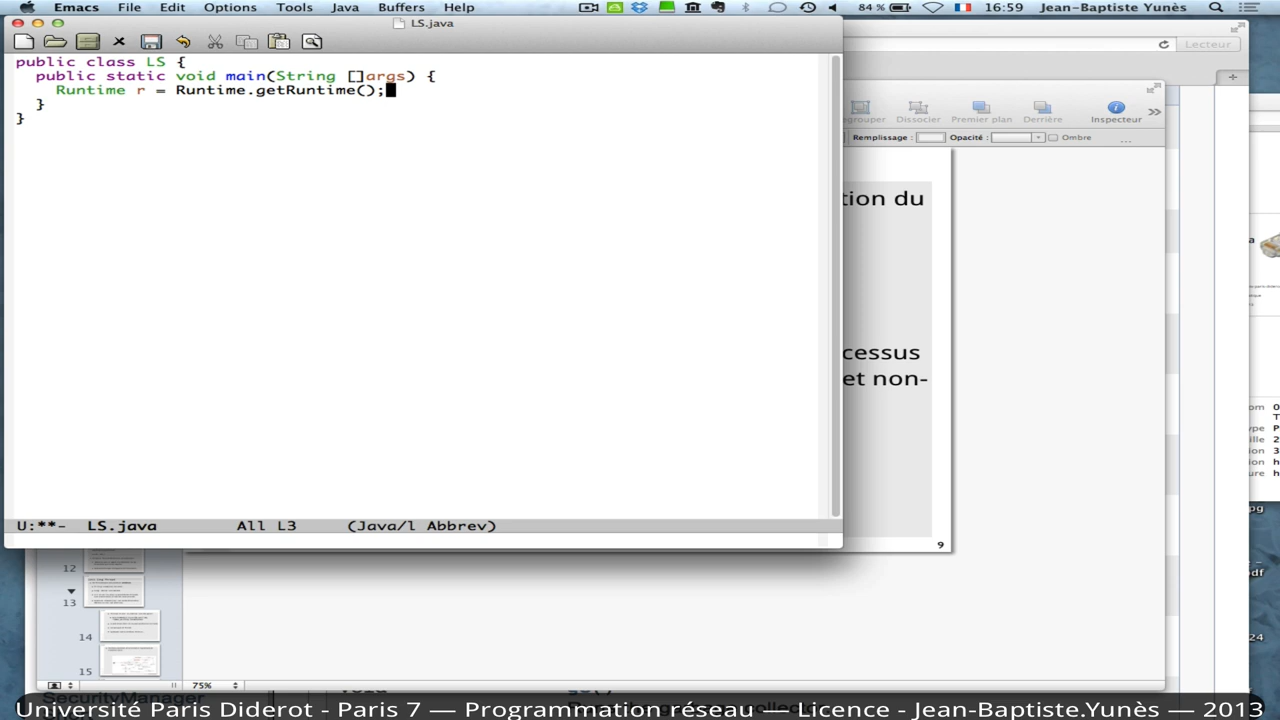 Emacs File Edit Options Tools Java Buffers Help 84 % 16:59 Jean-Baptiste Yunès
LS.java
Lecteur
public class LS {
public static void main(String []args) {
Runtime r = Runtime.getRuntime();
}
}
Dissocier Premier plan Derrière Inspecteur
Remplissage : Opacité : Ombre
tion du
cessus
et non-
9
U:**- LS.java All L3 (Java/l Abbrev)
12
13
14
15
75%
SecurityManager
Université Paris Diderot - Paris 7 — Programmation réseau — Licence - Jean-Baptiste.Yunès — 2013